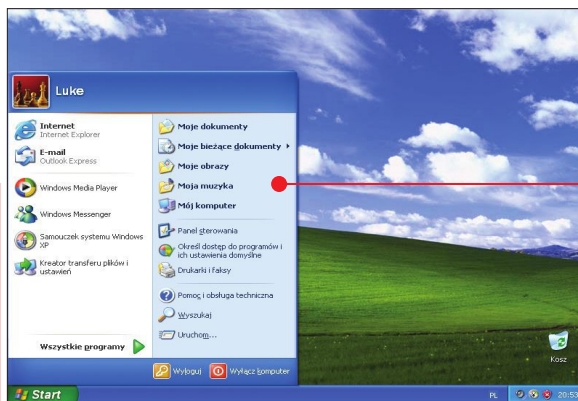 Luke
Internet
Internet Explorer
E-mail
Outlook Express
Windows Media Player
Windows Messenger
Samouczek systemu Windows
XP
Kreator transferu plików i
ustawień
Wszystkie programy
Moje dokumenty
Moje bieżące dokumenty
Moje obrazy
Moja muzyka
Mój komputer
Panel sterowania
Określ dostęp do programów i
ich ustawienia domyślne
Drukarki i faksy
Pomoc i obsługa techniczna
Wyszukaj
Uruchom...
Wyloguj
Wyłącz komputer
Kosz
Start
PL
20:53